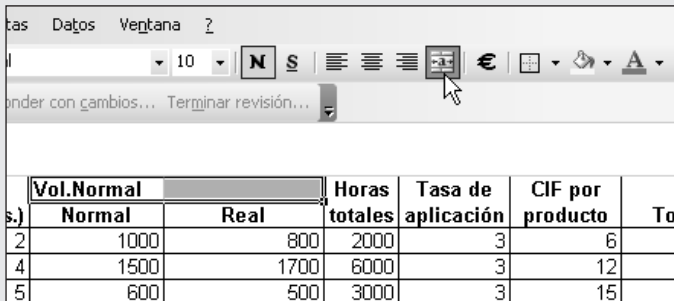 tas Datos Ventana ?
10 N S € A
onder con cambios... Terminar revisión...
Vol.Normal Horas Tasa de CIF por
s.) Normal Real totales aplicación producto To
2 1000 800 2000 3 6
4 1500 1700 6000 3 12
5 600 500 3000 3 15